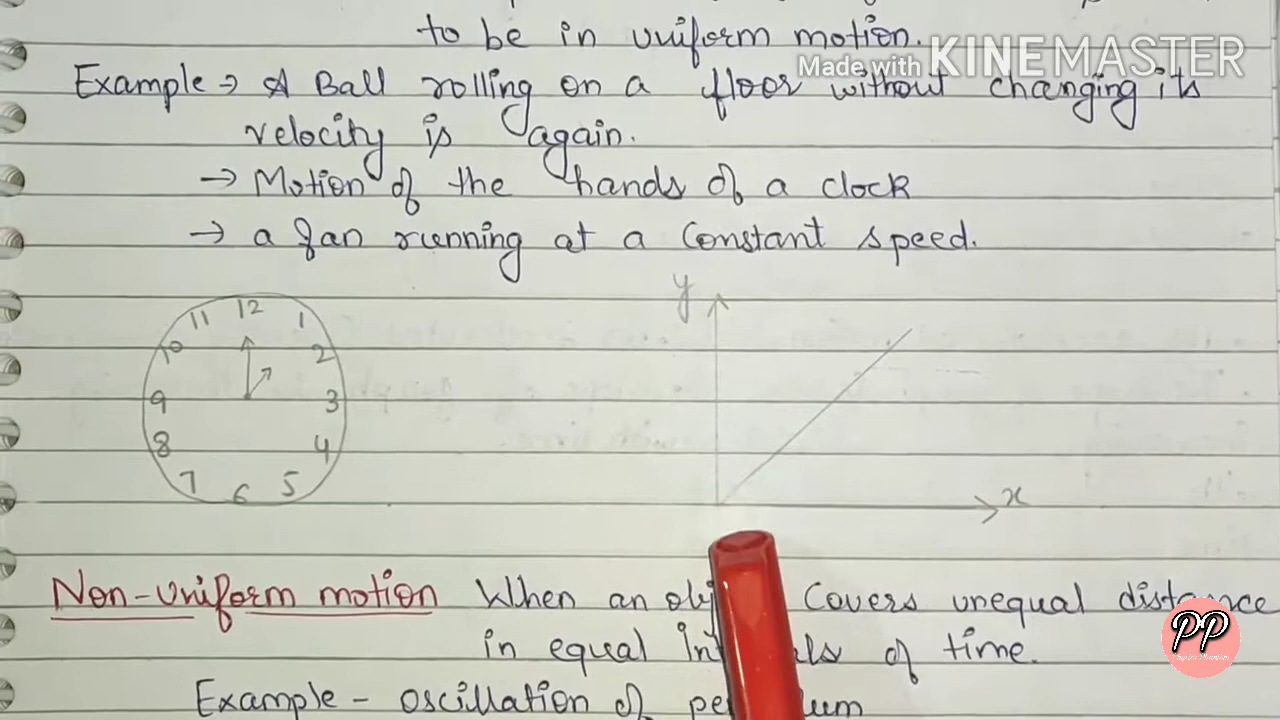 to be in uniform motion.
Made with KINEMASTER
Example → A Ball rolling on a floor without changing its
velocity is again.
→ Motion of the hands of a clock
→ a fan running at a constant speed.
y
12
11 1
10 2
9 3
8 4
7 5
6
x
Non-uniform motion When an obj Covers unequal distance
in equal Int als of time.
PP
Example - oscillation of pe lum